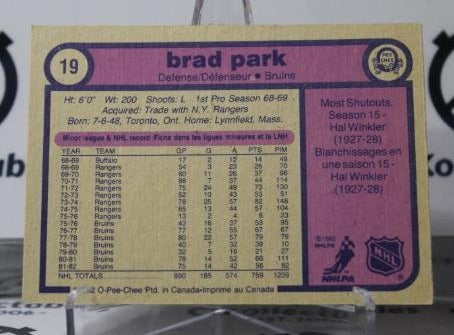 19
brad park
Defense/Défenseur ● Bruins
O-PEE-CHEE
Ht: 6'0" Wt: 200 Shoots: L 1st Pro Season 68-69
Acquired: Trade with N.Y. Rangers
Born: 7-6-48, Toronto, Ont. Home: Lynnfield, Mass.
Minor league & NHL record/Fiche dans les ligues mineures et la LNH
YEAR TEAM GP G A PTS PIM
68-69 Buffalo 17 2 12 14 49
68-69 Rangers 54 3 23 26 70
69-70 Rangers 60 11 26 37 98
70-71 Rangers 68 7 37 44 114
71-72 Rangers 75 24 49 73 130
72-73 Rangers 52 10 43 53 51
73-74 Rangers 78 25 57 82 148
74-75 Rangers 65 13 44 57 104
75-76 Rangers 13 2 4 8 23
75-76 Bruins 43 16 37 53 95
76-77 Bruins 77 12 55 67 67
77-78 Bruins 80 22 57 79 79
78-79 Bruins 40 7 32 39 10
79-80 Bruins 32 5 16 21 27
80-81 Bruins 78 14 52 66 111
81-82 Bruins 75 14 42 56 82
NHL TOTALS 890 185 574 759 1209
1982 O-Pee-Chee Ptd. in Canada-Imprimé au Canada
Most Shutouts,
Season 15 -
Hal Winkler
(1927-28)
Blanchissages en
une saison 15 -
Hal Winkler
(1927-28)
© 1982
NHLPA
NHLPA
NHL